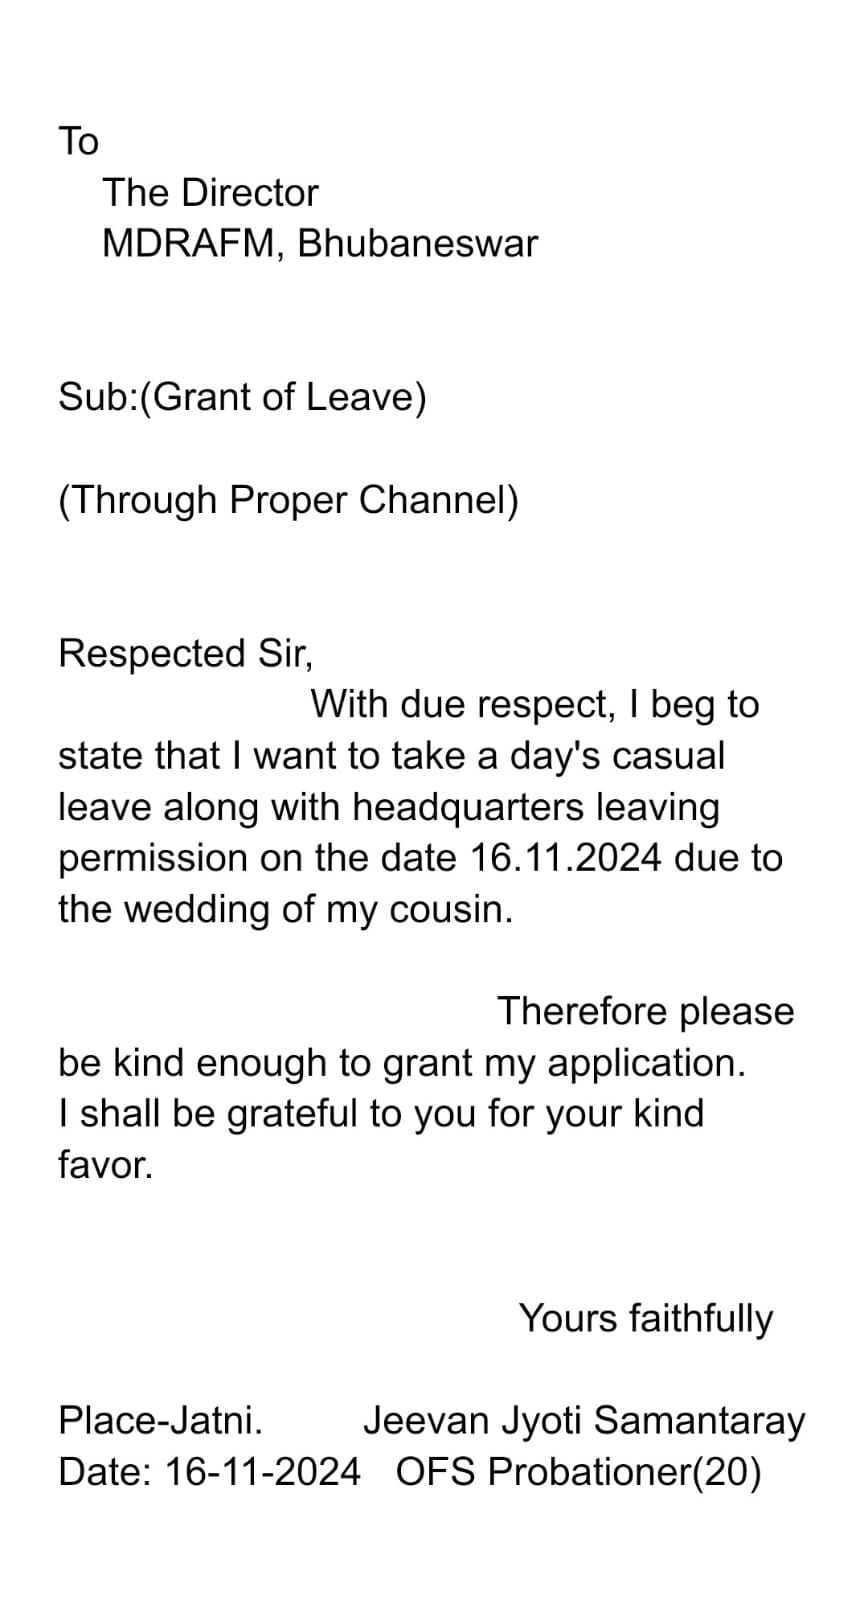 To
The Director
MDRAFM, Bhubaneswar
Sub:(Grant of Leave)
(Through Proper Channel)
Respected Sir,
With due respect, I beg to
state that I want to take a day's casual
leave along with headquarters leaving
permission on the date 16.11.2024 due to
the wedding of my cousin.
Therefore please
be kind enough to grant my application.
I shall be grateful to you for your kind
favor.
Yours faithfully
Place-Jatni. Jeevan Jyoti Samantaray
Date: 16-11-2024 OFS Probationer(20)